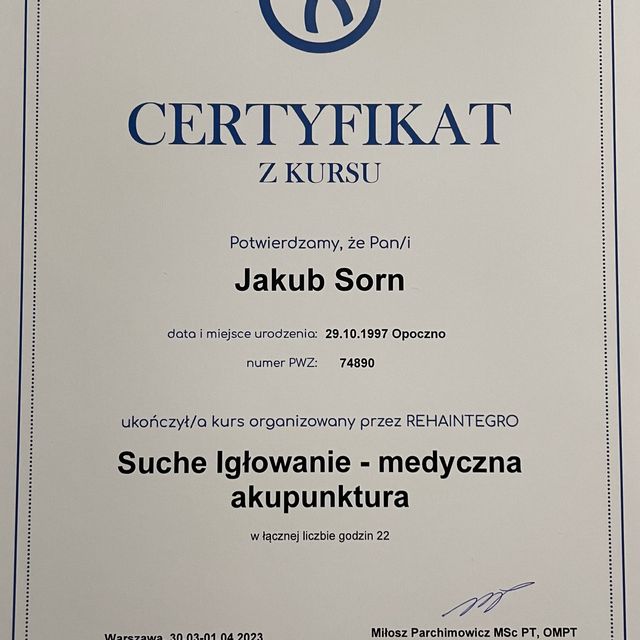 CERTYFIKAT
Z KURSU
Potwierdzamy, że Pan/i
Jakub Sorn
data i miejsce urodzenia: 29.10.1997 Opoczno
numer PWZ: 74890
ukończył/a kurs organizowany przez REHAINTEGRO
Suche Igłowanie - medyczna
akupunktura
w łącznej liczbie godzin 22
Warszawa, 30.03-01.04.2023
Miłosz Parchimowicz MSc PT, OMPT